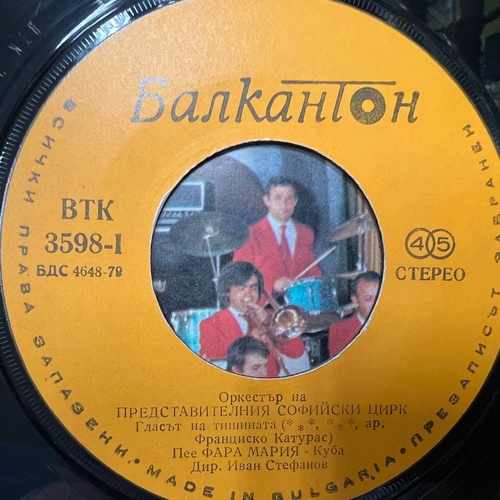 Балкантон
ВТК
3598-I
БДС 4648-79
45
СТЕРЕО
Оркестър на
ПРЕДСТАВИТЕЛНИЯ СОФИЙСКИ ЦИРК
Гласът на тишината (* * *, * * *, ар.
Франциско Катурас)
Пее ФАРА МАРИЯ - Куба
Дир. Иван Стефанов
ВСИЧКИ ПРАВА ЗАПАЗЕНИ • MADE IN BULGARIA • ПРЕЗАПИСЪТ